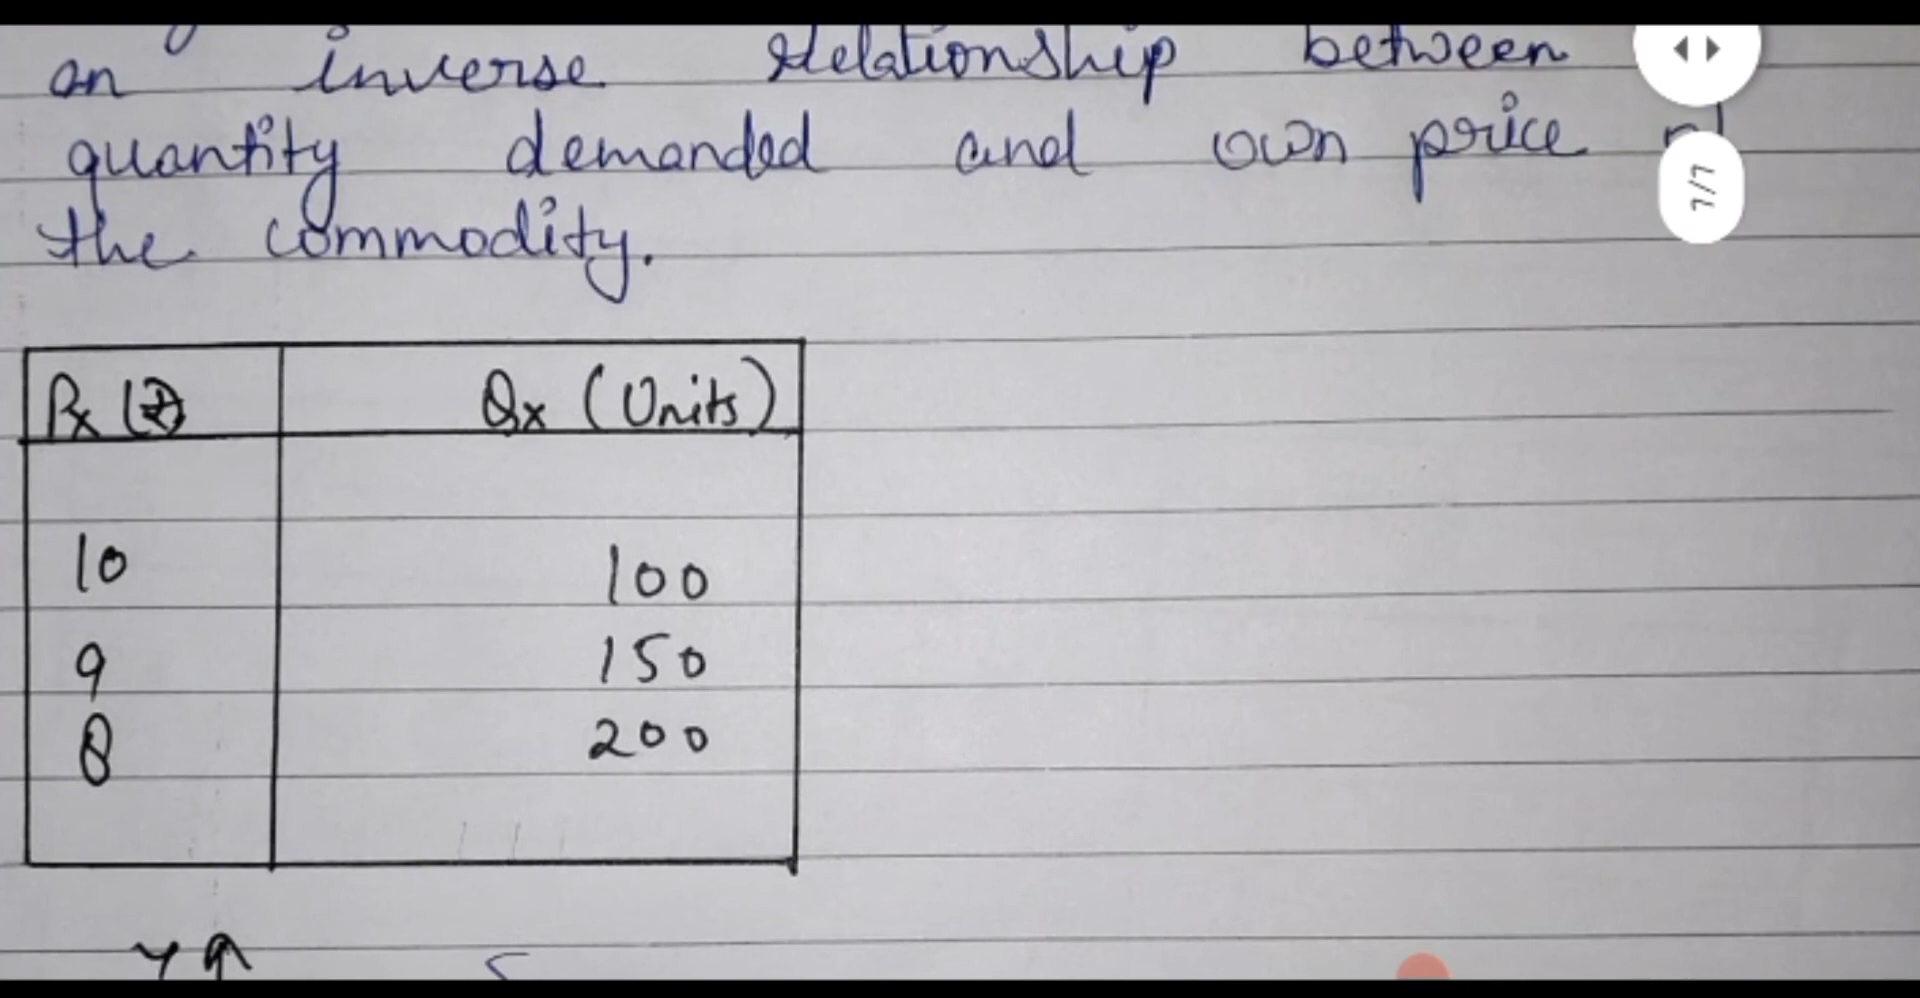 an inverse relationship between
quantity demanded and own price
the commodity.
Px (₹) Qx (Units)
10 100
9 150
8 200